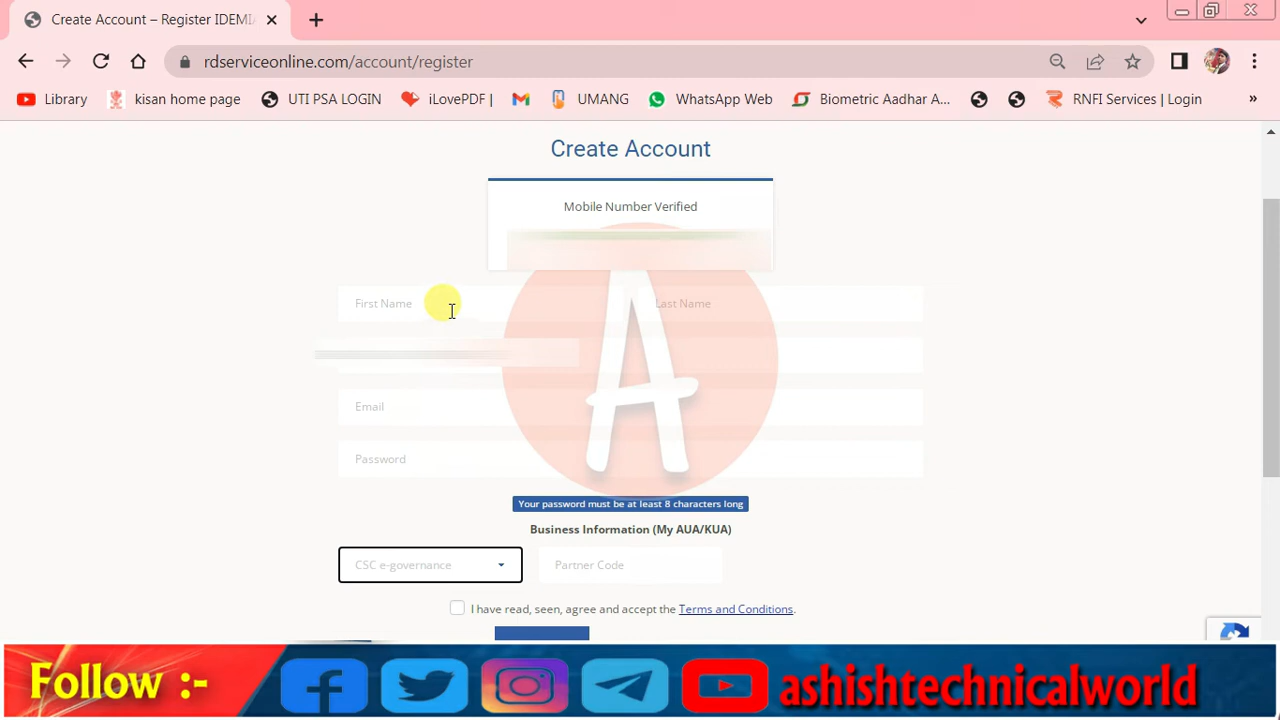 Create Account – Register IDEMIA
rdserviceonline.com/account/register
Library kisan home page UTI PSA LOGIN iLovePDF | UMANG WhatsApp Web Biometric Aadhar A... RNFI Services | Login »
Create Account
Mobile Number Verified
First Name Last Name
Email
Password
Your password must be at least 8 characters long
Business Information (My AUA/KUA)
CSC e-governance Partner Code
I have read, seen, agree and accept the Terms and Conditions.
A
Follow :- ashishtechnicalworld